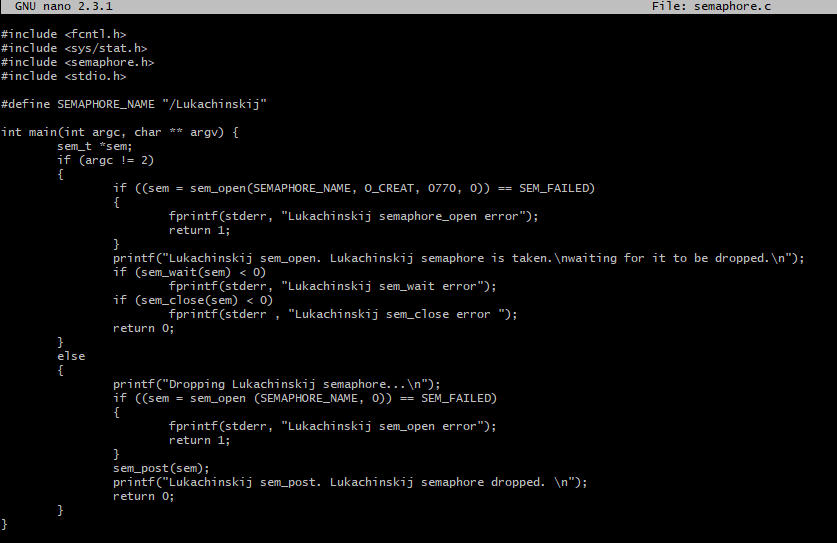 GNU nano 2.3.1 File: semaphore.c
#include <fcntl.h>
#include <sys/stat.h>
#include <semaphore.h>
#include <stdio.h>
#define SEMAPHORE_NAME "/Lukachinskij"
int main(int argc, char ** argv) {
        sem_t *sem;
        if (argc != 2)
        {
                if ((sem = sem_open(SEMAPHORE_NAME, O_CREAT, 0770, 0)) == SEM_FAILED)
                {
                        fprintf(stderr, "Lukachinskij semaphore_open error");
                        return 1;
                }
                printf("Lukachinskij sem_open. Lukachinskij semaphore is taken.\nwaiting for it to be dropped.\n");
                if (sem_wait(sem) < 0)
                        fprintf(stderr, "Lukachinskij sem_wait error");
                if (sem_close(sem) < 0)
                        fprintf(stderr , "Lukachinskij sem_close error ");
                return 0;
        }
        else
        {
                printf("Dropping Lukachinskij semaphore...\n");
                if ((sem = sem_open (SEMAPHORE_NAME, 0)) == SEM_FAILED)
                {
                        fprintf(stderr, "Lukachinskij sem_open error");
                        return 1;
                }
                sem_post(sem);
                printf("Lukachinskij sem_post. Lukachinskij semaphore dropped. \n");
                return 0;
        }
}